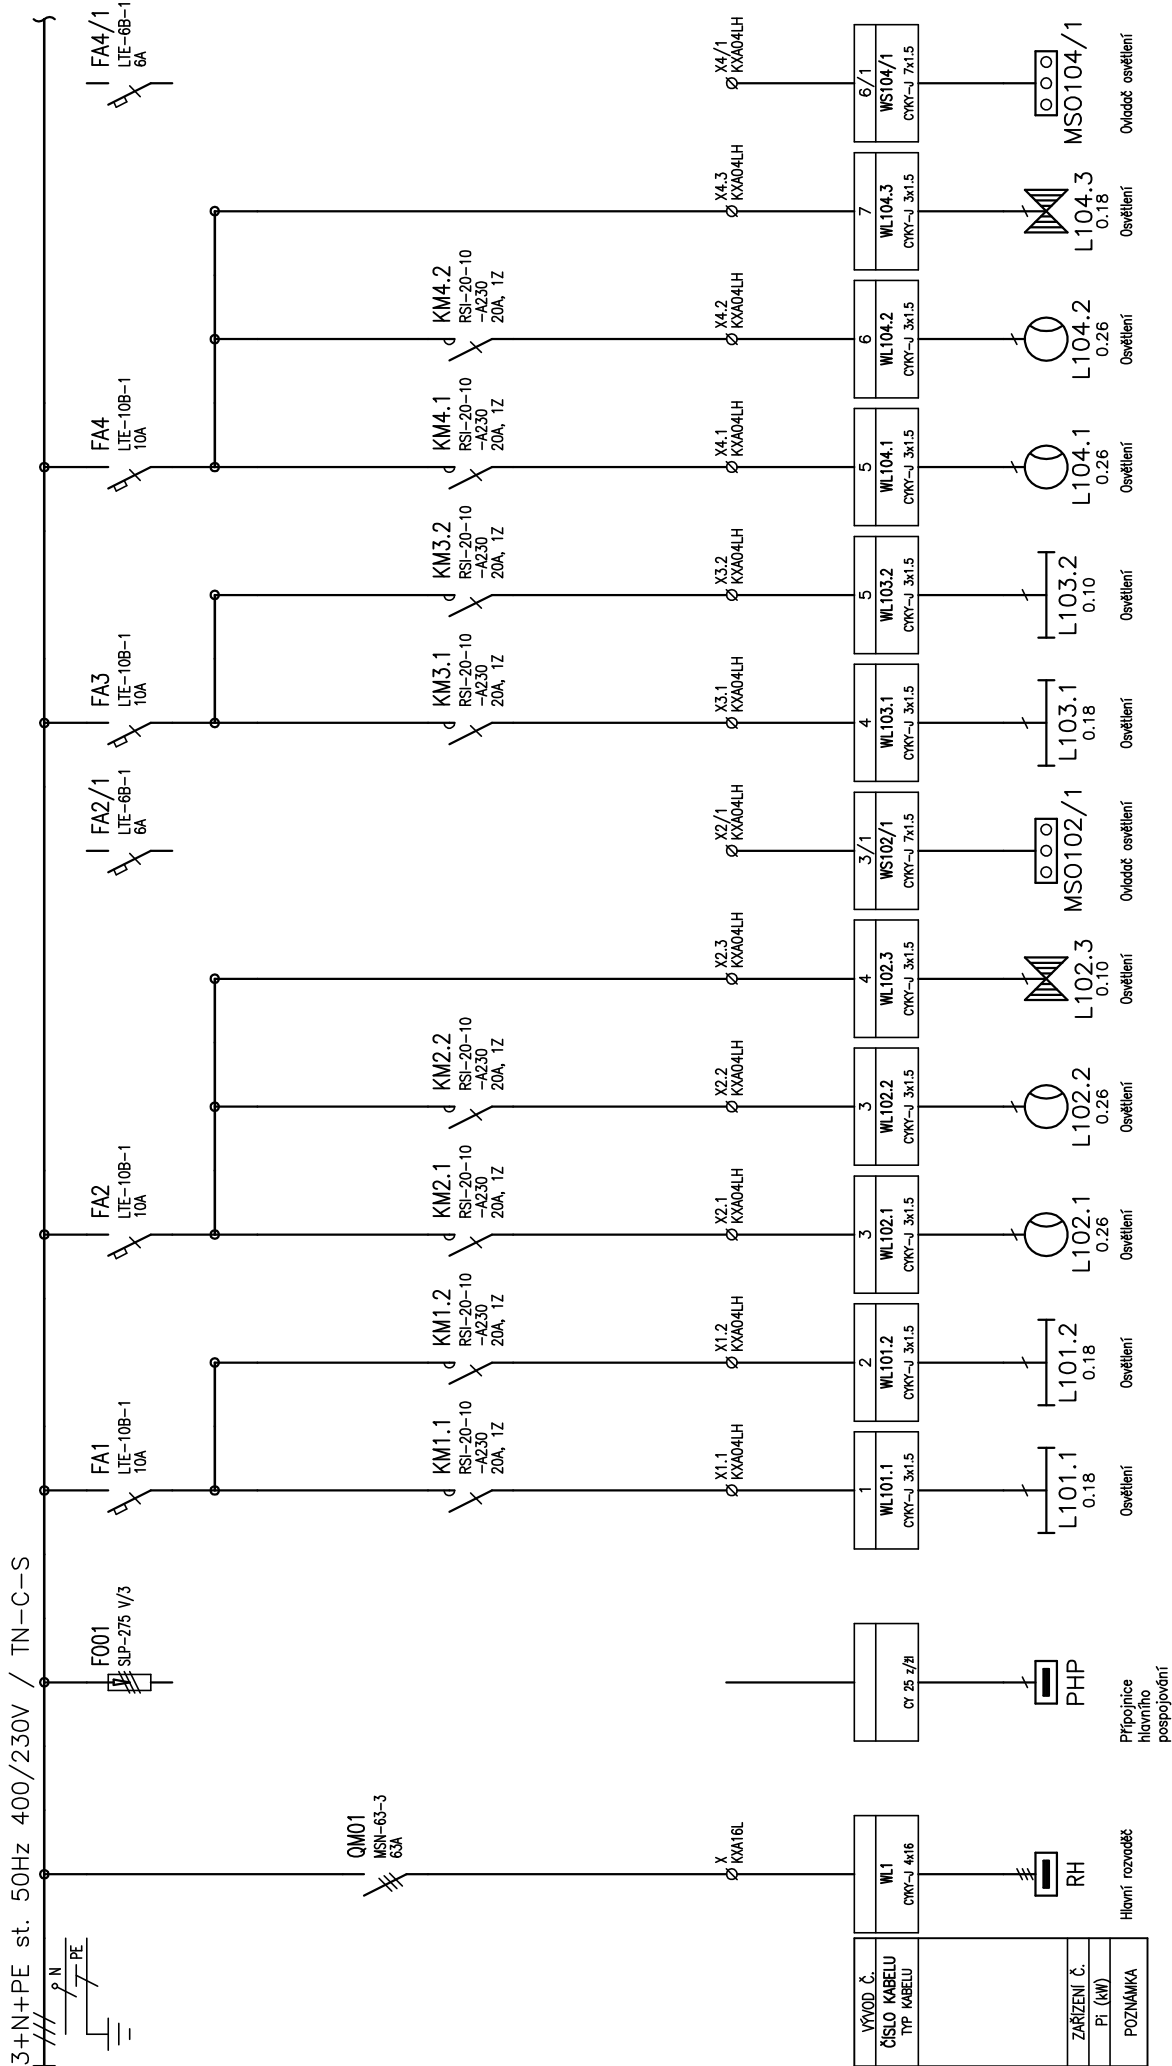 3+N+PE st. 50Hz 400/230V / TN-C-S
N
PE
VÝVOD Č.
ČÍSLO KABELU
TYP KABELU
ZAŘÍZENÍ Č.
Pi (kW)
POZNÁMKA
QM01
MSN-63-3
63A
X
KXA16L
WL1
CYKY-J 4x16
RH
Hlavní rozvaděč
F001
SLP-275 V/3
CY 25 z/žl
PHP
Přípojnice
hlavního
pospojování
FA1
LTE-10B-1
10A
KM1.1
RSI-20-10
-A230
20A, 1Z
X1.1
KXA04LH
1
WL101.1
CYKY-J 3x1.5
L101.1
0.18
Osvětlení
KM1.2
RSI-20-10
-A230
20A, 1Z
X1.2
KXA04LH
2
WL101.2
CYKY-J 3x1.5
L101.2
0.18
Osvětlení
FA2
LTE-10B-1
10A
KM2.1
RSI-20-10
-A230
20A, 1Z
X2.1
KXA04LH
3
WL102.1
CYKY-J 3x1.5
L102.1
0.26
Osvětlení
KM2.2
RSI-20-10
-A230
20A, 1Z
X2.2
KXA04LH
3
WL102.2
CYKY-J 3x1.5
L102.2
0.26
Osvětlení
X2.3
KXA04LH
4
WL102.3
CYKY-J 3x1.5
L102.3
0.10
Osvětlení
FA2/1
LTE-6B-1
6A
X2/1
KXA04LH
3/1
WS102/1
CYKY-J 7x1.5
MSO102/1
Ovladač osvětlení
FA3
LTE-10B-1
10A
KM3.1
RSI-20-10
-A230
20A, 1Z
X3.1
KXA04LH
4
WL103.1
CYKY-J 3x1.5
L103.1
0.18
Osvětlení
KM3.2
RSI-20-10
-A230
20A, 1Z
X3.2
KXA04LH
5
WL103.2
CYKY-J 3x1.5
L103.2
0.10
Osvětlení
FA4
LTE-10B-1
10A
KM4.1
RSI-20-10
-A230
20A, 1Z
X4.1
KXA04LH
5
WL104.1
CYKY-J 3x1.5
L104.1
0.26
Osvětlení
KM4.2
RSI-20-10
-A230
20A, 1Z
X4.2
KXA04LH
6
WL104.2
CYKY-J 3x1.5
L104.2
0.26
Osvětlení
X4.3
KXA04LH
7
WL104.3
CYKY-J 3x1.5
L104.3
0.18
Osvětlení
FA4/1
LTE-6B-1
6A
X4/1
KXA04LH
6/1
WS104/1
CYKY-J 7x1.5
MSO104/1
Ovladač osvětlení